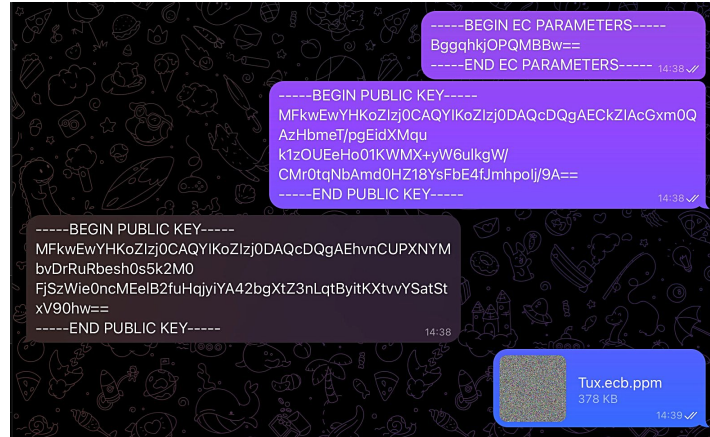 -----BEGIN EC PARAMETERS-----
BggqhkjOPQMBBw==
-----END EC PARAMETERS-----
14:38
-----BEGIN PUBLIC KEY-----
MFkwEwYHKoZIzj0CAQYIKoZIzj0DAQcDQgAECkZIAcGxm0Q
AzHbmeT/pgEidXMqu
k1zOUEeHo01KWMX+yW6ulkgW/
CMr0tqNbAmd0HZ18YsFbE4fJmhpolj/9A==
-----END PUBLIC KEY-----
14:38
-----BEGIN PUBLIC KEY-----
MFkwEwYHKoZIzj0CAQYIKoZIzj0DAQcDQgAEhvnCUPXNYM
bvDrRuRbesh0s5k2M0
FjSzWie0ncMEelB2fuHqjyiYA42bgXtZ3nLqtByitKXtvvYSatSt
xV90hw==
-----END PUBLIC KEY-----
14:38
Tux.ecb.ppm
378 KB
14:39